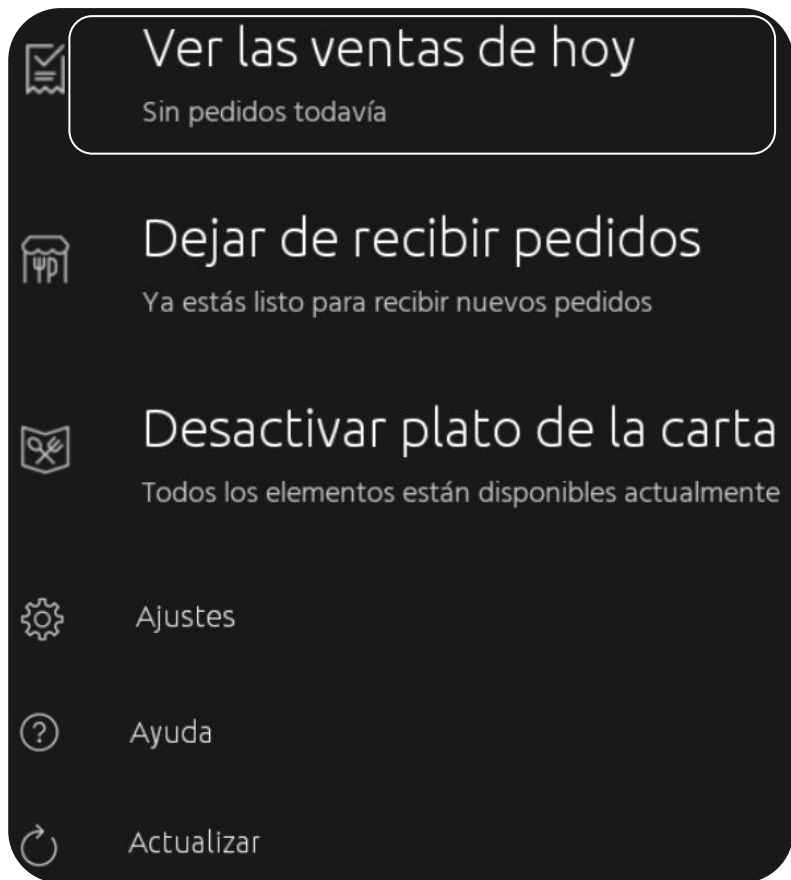 Ver las ventas de hoy
Sin pedidos todavía
Dejar de recibir pedidos
Ya estás listo para recibir nuevos pedidos
Desactivar plato de la carta
Todos los elementos están disponibles actualmente
Ajustes
Ayuda
Actualizar